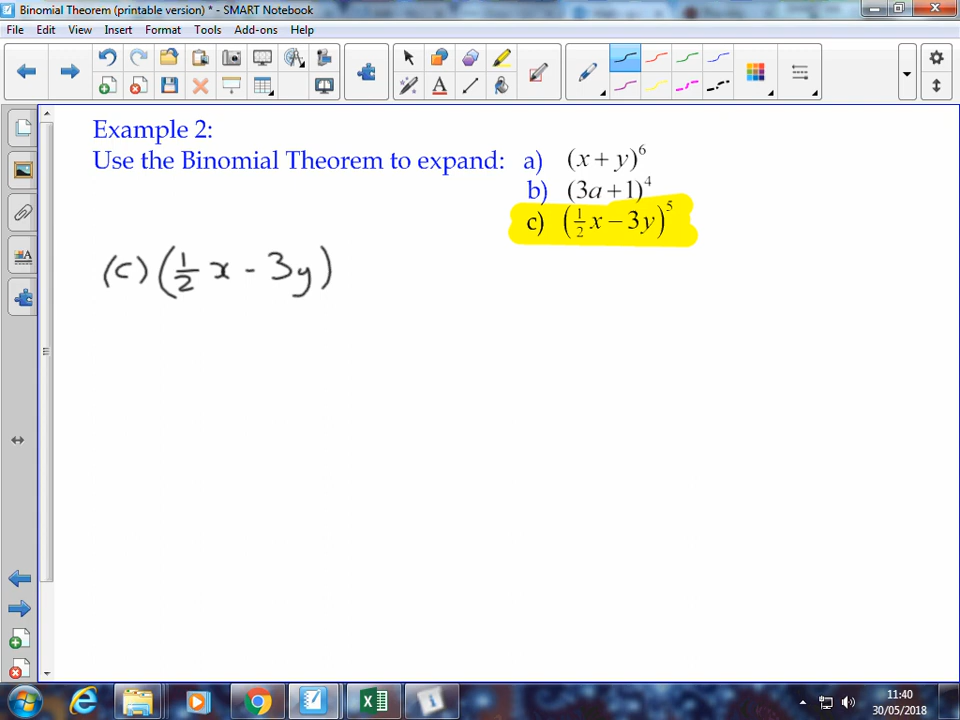 Binomial Theorem (printable version) * - SMART Notebook
File Edit View Insert Format Tools Add-ons Help
Example 2:
Use the Binomial Theorem to expand: a) (x + y)⁶
b) (3a + 1)⁴
c) (½x − 3y)⁵
(c) (½ x - 3y)
11:40
30/05/2018